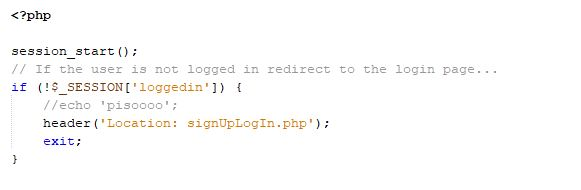 <?php
session_start();
// If the user is not logged in redirect to the login page...
if (!$_SESSION['loggedin']) {
//echo 'pisoooo';
header('Location: signUpLogIn.php');
exit;
}